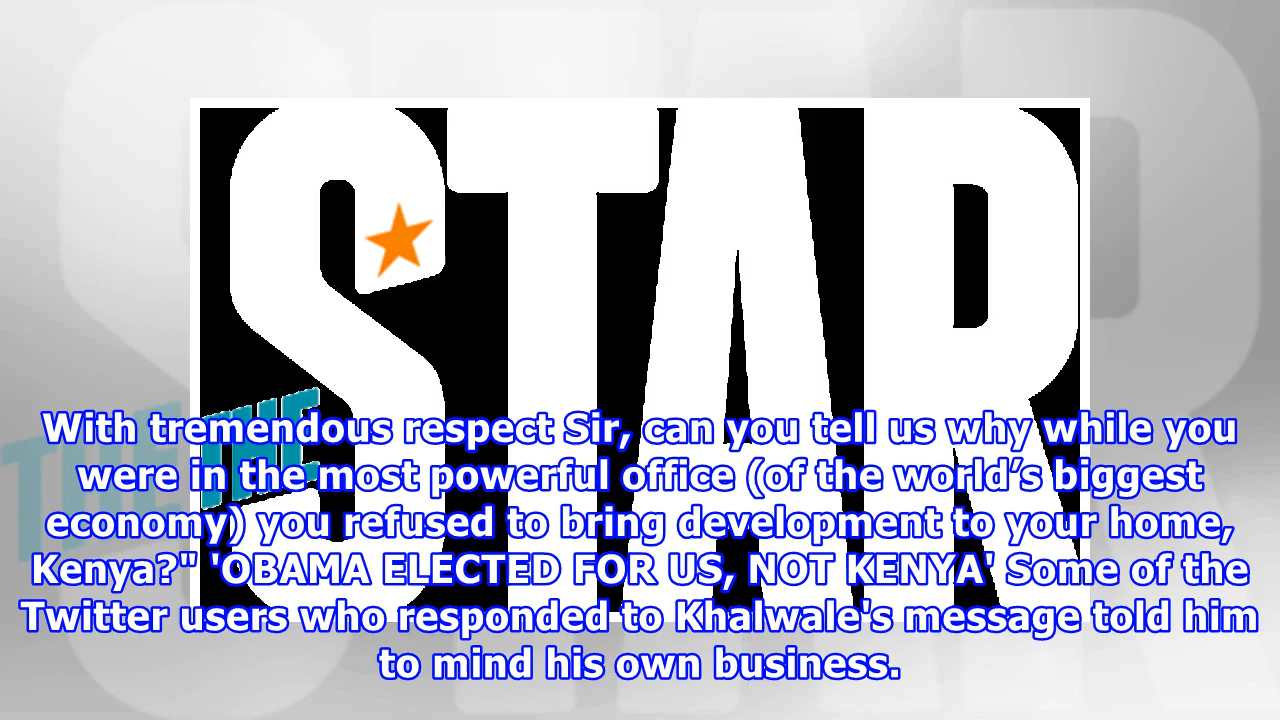 STAR
THE
With tremendous respect Sir, can you tell us why while you
were in the most powerful office (of the world’s biggest
economy) you refused to bring development to your home,
Kenya?" 'OBAMA ELECTED FOR US, NOT KENYA' Some of the
Twitter users who responded to Khalwale's message told him
to mind his own business.